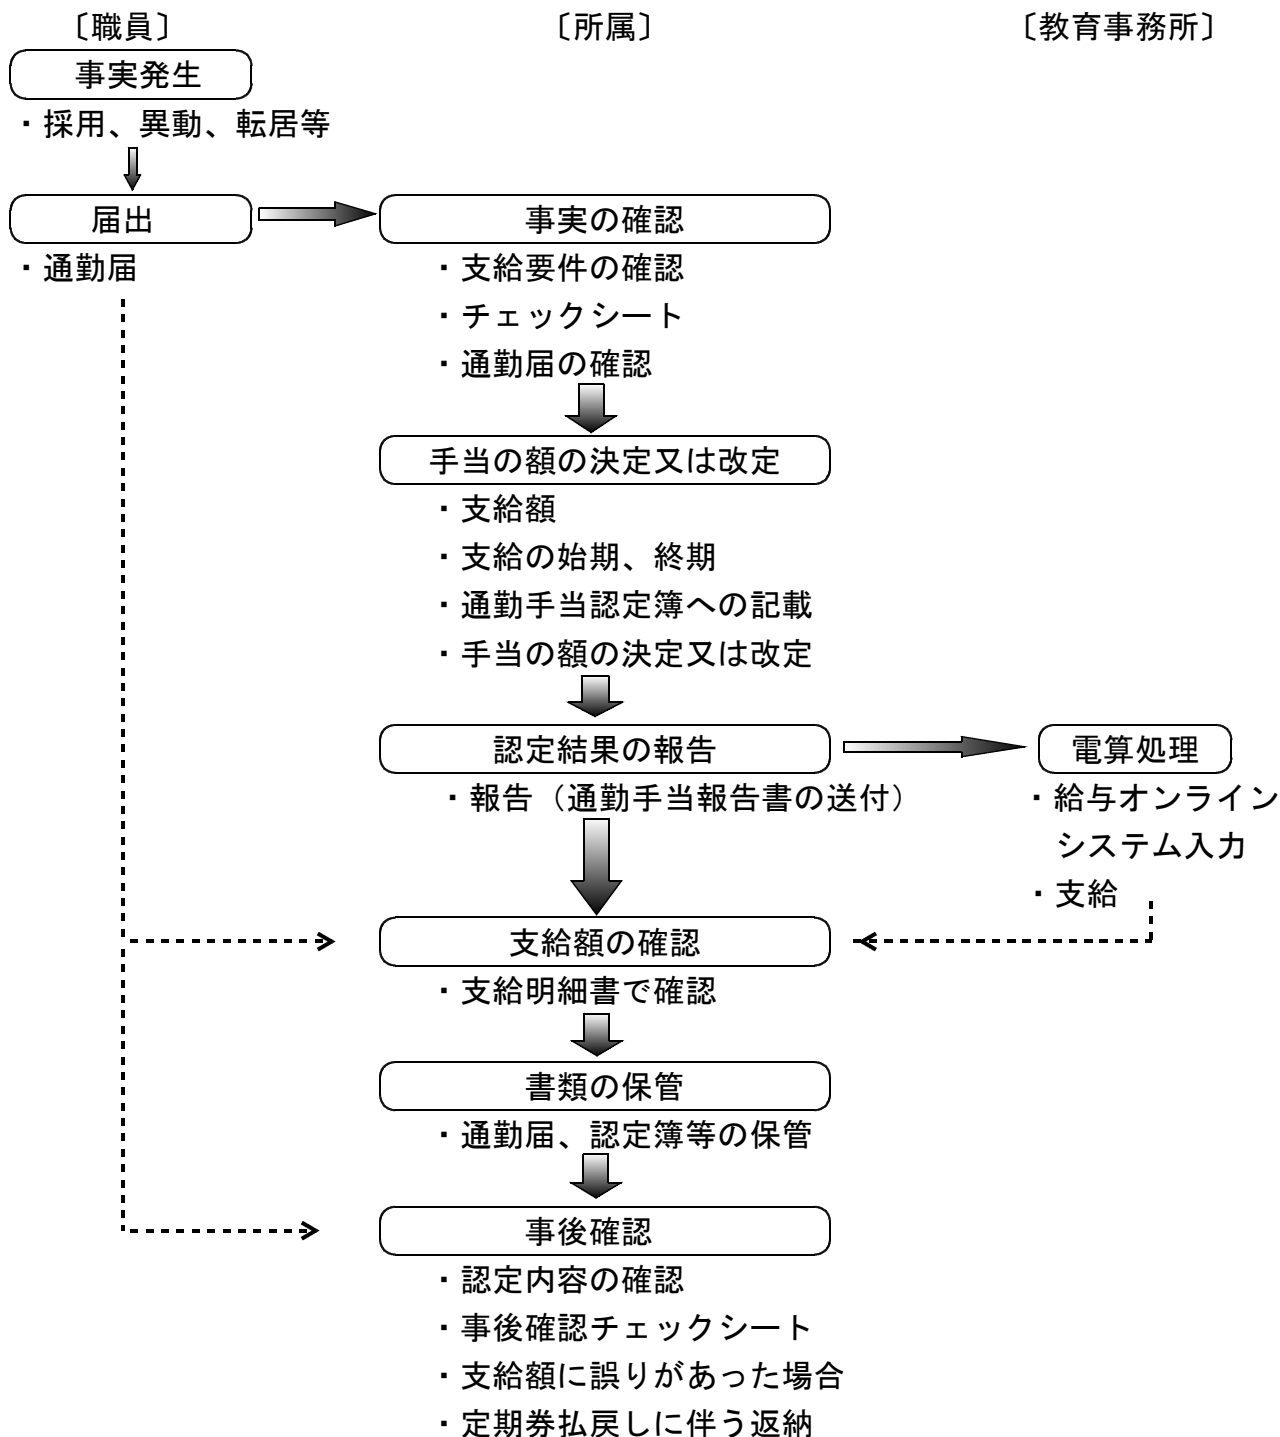 〔職員〕
〔所属〕
〔教育事務所〕
事実発生
・採用、異動、転居等
届出
事実の確認
・通勤届
・支給要件の確認
・チェックシート
・通勤届の確認
手当の額の決定又は改定
・支給額
・支給の始期、終期
・通勤手当認定簿への記載
・手当の額の決定又は改定
認定結果の報告
電算処理
・報告（通勤手当報告書の送付）
・給与オンライン
システム入力
・支給
支給額の確認
・支給明細書で確認
書類の保管
・通勤届、認定簿等の保管
事後確認
・認定内容の確認
・事後確認チェックシート
・支給額に誤りがあった場合
・定期券払戻しに伴う返納